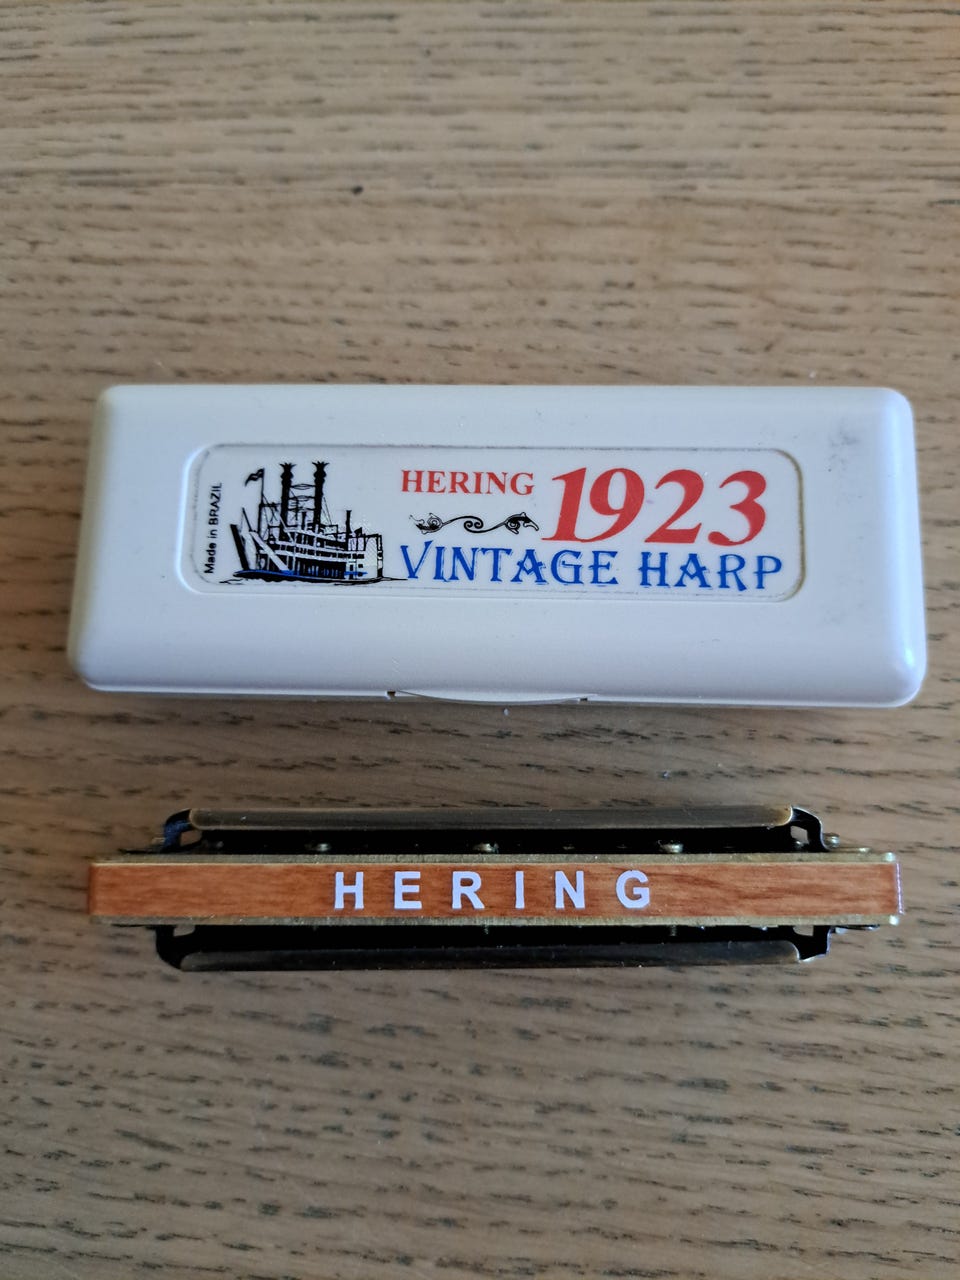 Made in BRAZIL
HERING 1923
VINTAGE HARP
HERING